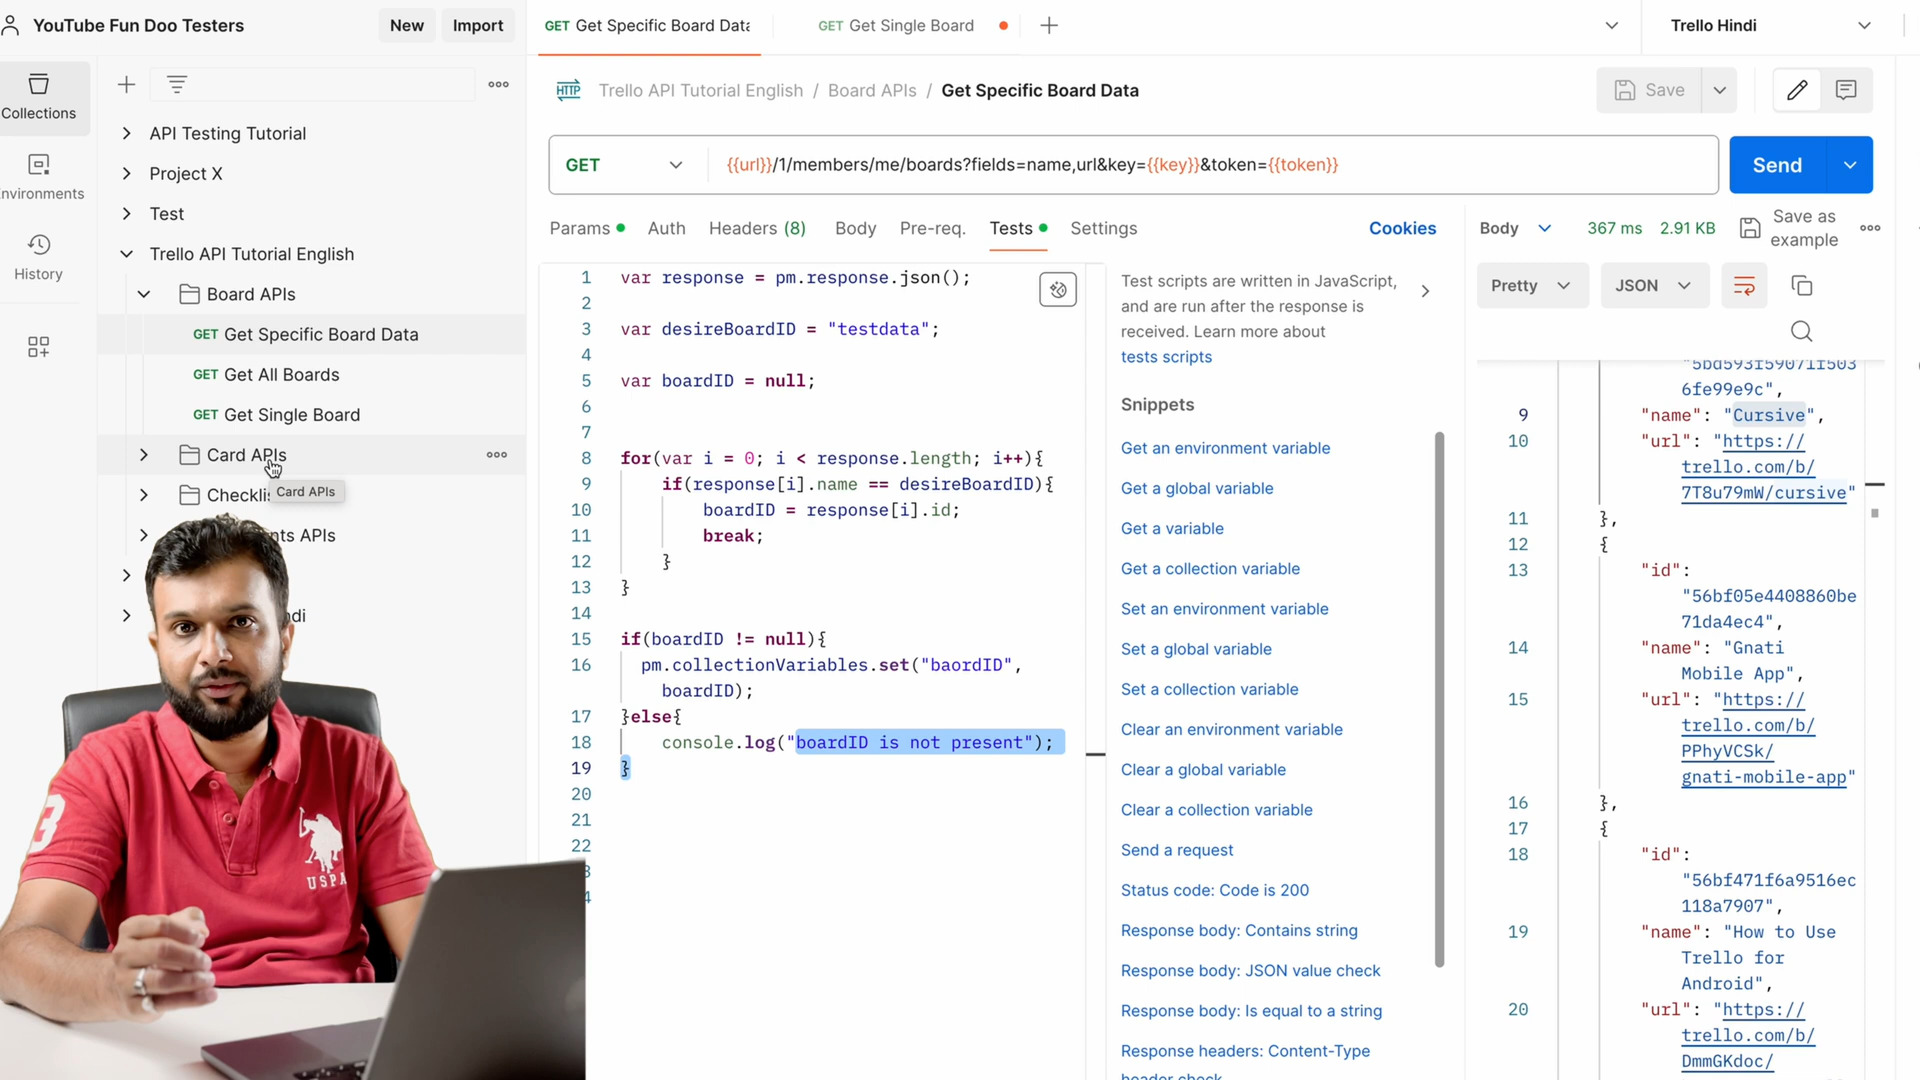 YouTube Fun Doo Testers
New
Import
GET Get Specific Board Data
GET Get Single Board
Trello Hindi
Collections
Environments
History
API Testing Tutorial
Project X
Test
Trello API Tutorial English
Board APIs
GET Get Specific Board Data
GET Get All Boards
GET Get Single Board
Card APIs
Card APIs
Checkli
nts APIs
di
HTTP
Trello API Tutorial English / Board APIs / Get Specific Board Data
Save
GET
{{url}}/1/members/me/boards?fields=name,url&key={{key}}&token={{token}}
Send
Params
Auth
Headers (8)
Body
Pre-req.
Tests
Settings
Cookies
1 var response = pm.response.json();
2
3 var desireBoardID = "testdata";
4
5 var boardID = null;
6
7
8 for(var i = 0; i < response.length; i++){
9 if(response[i].name == desireBoardID){
10 boardID = response[i].id;
11 break;
12 }
13 }
14
15 if(boardID != null){
16 pm.collectionVariables.set("baordID",
boardID);
17 }else{
18 console.log("boardID is not present");
19 }
20
21
22
3
4
Test scripts are written in JavaScript,
and are run after the response is
received. Learn more about
tests scripts
Snippets
Get an environment variable
Get a global variable
Get a variable
Get a collection variable
Set an environment variable
Set a global variable
Set a collection variable
Clear an environment variable
Clear a global variable
Clear a collection variable
Send a request
Status code: Code is 200
Response body: Contains string
Response body: JSON value check
Response body: Is equal to a string
Response headers: Content-Type
header check
Body
367 ms
2.91 KB
Save as
example
Pretty
JSON
"5bd593f59071f503
6fe99e9c",
9 "name": "Cursive",
10 "url": "https://
trello.com/b/
7T8u79mW/cursive"
11 },
12 {
13 "id":
"56bf05e4408860be
71da4ec4",
14 "name": "Gnati
Mobile App",
15 "url": "https://
trello.com/b/
PPhyVCSk/
gnati-mobile-app"
16 },
17 {
18 "id":
"56bf471f6a9516ec
118a7907",
19 "name": "How to Use
Trello for
Android",
20 "url": "https://
trello.com/b/
DmmGKdoc/
3
USPA